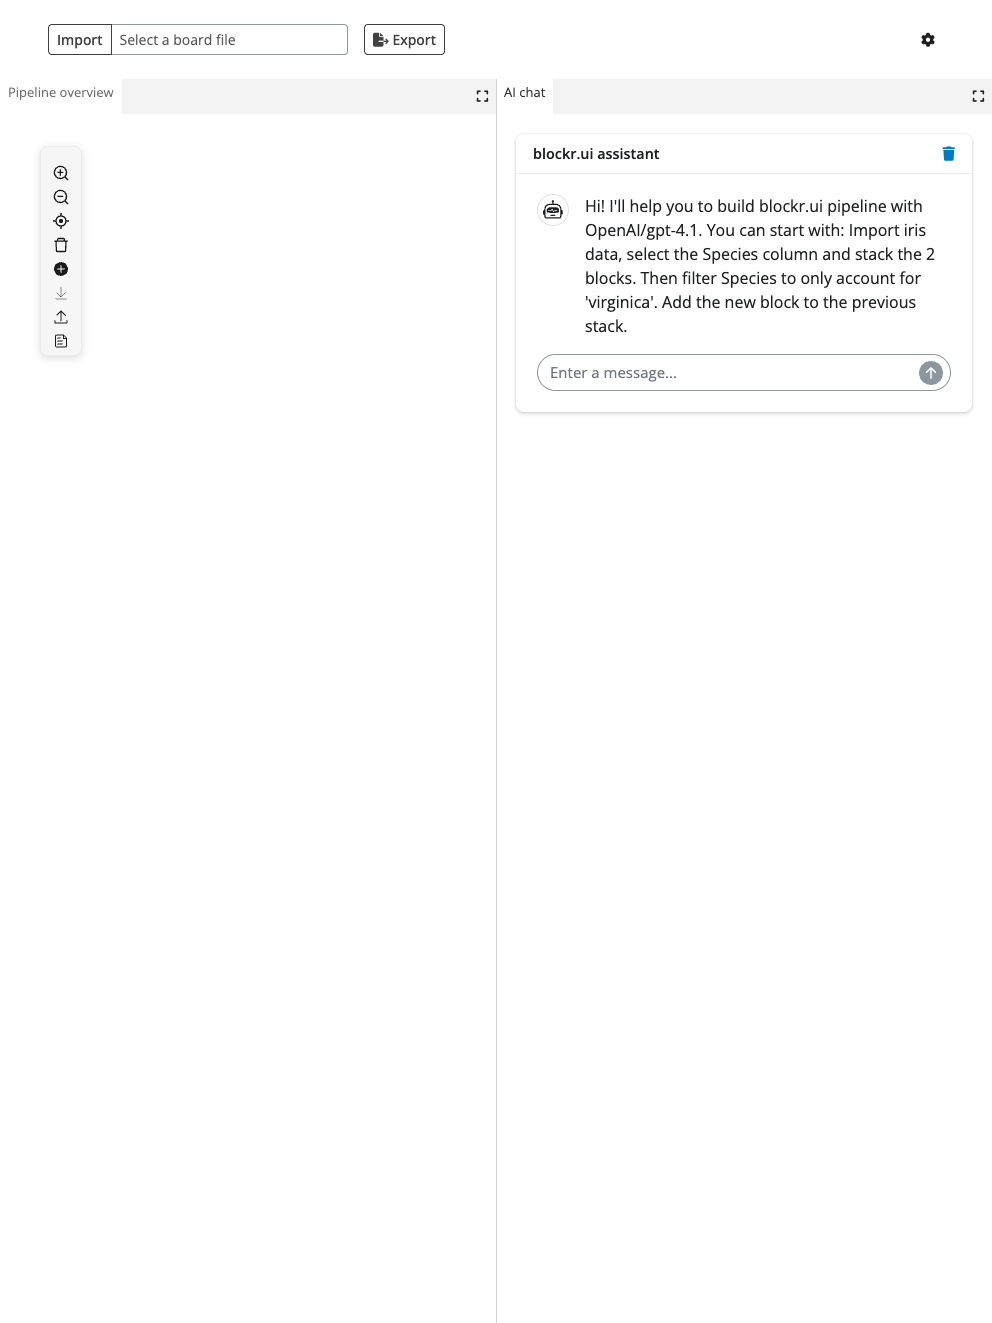 Import
Select a board file
Export
Pipeline overview
AI chat
blockr.ui assistant
Hi! I'll help you to build blockr.ui pipeline with
OpenAI/gpt-4.1. You can start with: Import iris
data, select the Species column and stack the 2
blocks. Then filter Species to only account for
'virginica'. Add the new block to the previous
stack.
Enter a message...